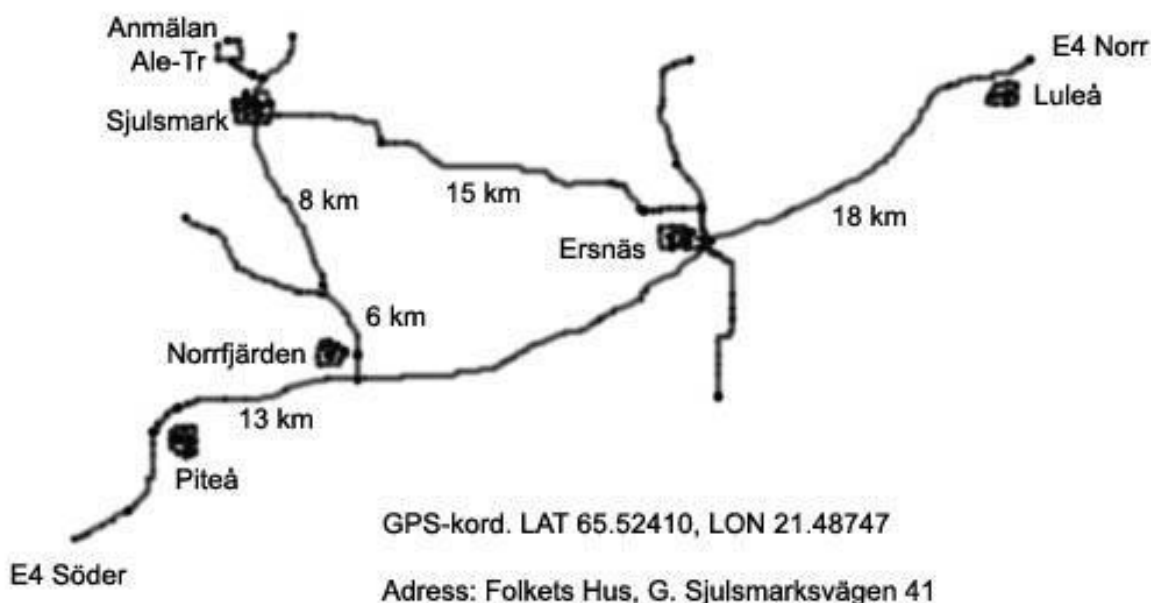 Anmälan
Ale-Tr
E4 Norr
Luleå
Sjulsmark
8 km
15 km
18 km
Ersnäs
6 km
Norrfjärden
13 km
Piteå
GPS-kord. LAT 65.52410, LON 21.48747
E4 Söder
Adress: Folkets Hus, G. Sjulsmarksvägen 41